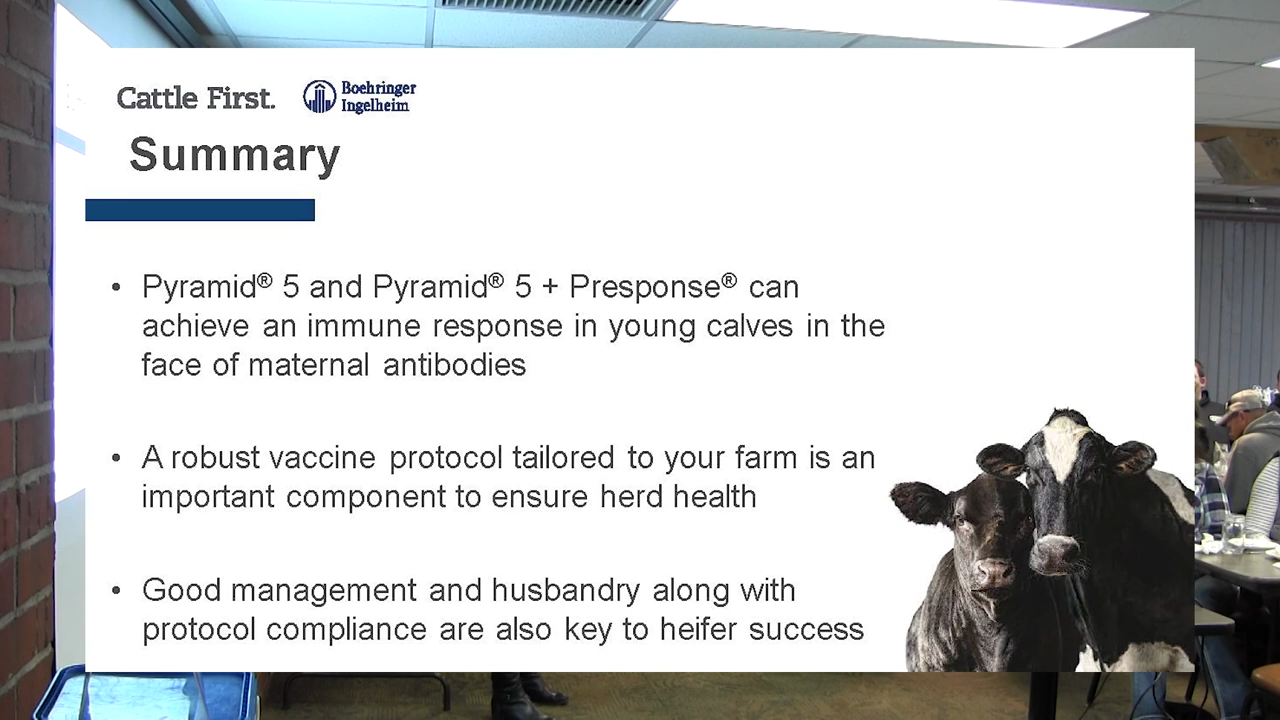 Cattle First.
Boehringer
Ingelheim
Summary
• Pyramid® 5 and Pyramid® 5 + Presponse® can
achieve an immune response in young calves in the
face of maternal antibodies
• A robust vaccine protocol tailored to your farm is an
important component to ensure herd health
• Good management and husbandry along with
protocol compliance are also key to heifer success